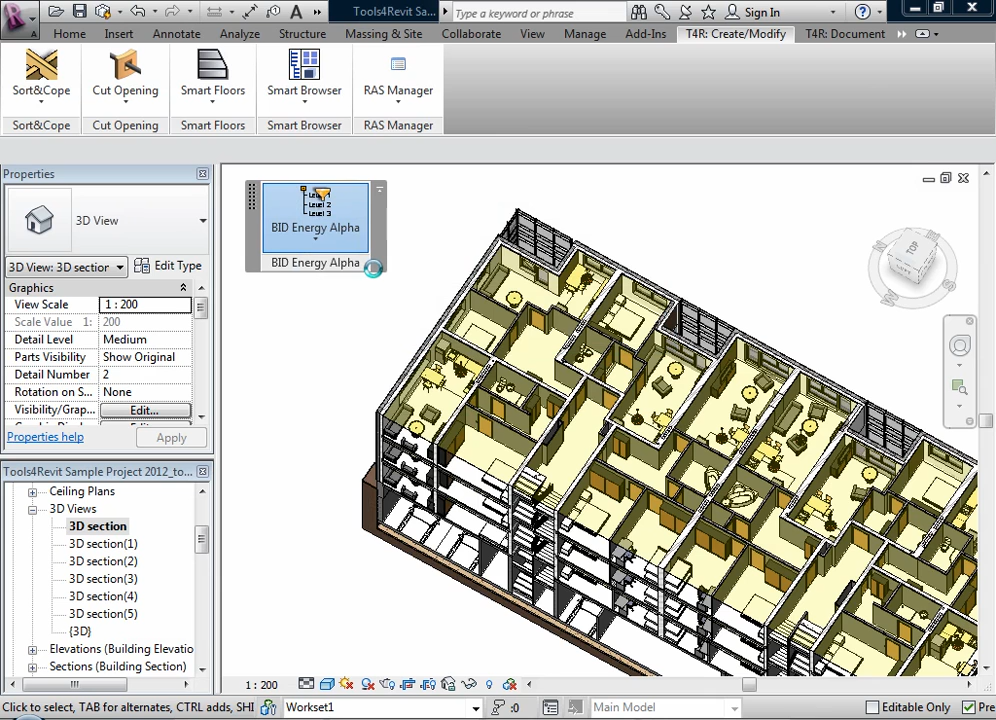 Tools4Revit Sa...
Type a keyword or phrase
Sign In
Home Insert Annotate Analyze Structure Massing & Site Collaborate View Manage Add-Ins T4R: Create/Modify T4R: Document
Sort&Cope Cut Opening Smart Floors Smart Browser RAS Manager
Sort&Cope Cut Opening Smart Floors Smart Browser RAS Manager
Properties
3D View
3D View: 3D section Edit Type
Graphics
View Scale 1 : 200
Scale Value 1: 200
Detail Level Medium
Parts Visibility Show Original
Detail Number 2
Rotation on S... None
Visibility/Grap... Edit...
Properties help Apply
Tools4Revit Sample Project 2012_to...
Ceiling Plans
3D Views
3D section
3D section(1)
3D section(2)
3D section(3)
3D section(4)
3D section(5)
{3D}
Elevations (Building Elevatio
Sections (Building Section)
Level 2
Level 3
BID Energy Alpha
BID Energy Alpha
TOP
1 : 200
Click to select, TAB for alternates, CTRL adds, SHI Workset1 :0 Main Model Editable Only Pre